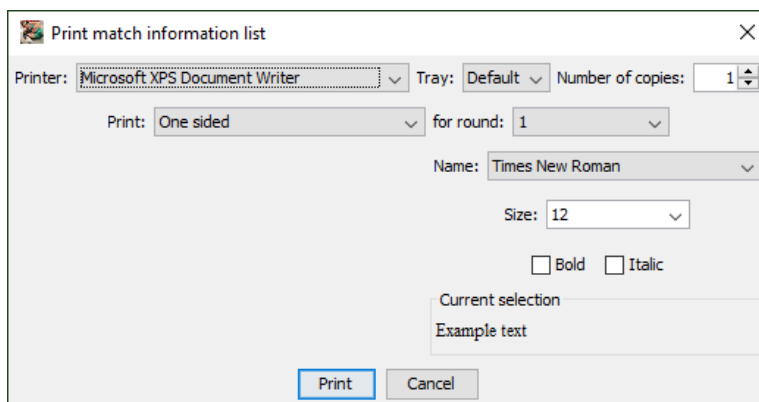 Print match information list
Printer: Microsoft XPS Document Writer Tray: Default Number of copies: 1
Print: One sided for round: 1
Name: Times New Roman
Size: 12
Bold Italic
Current selection
Example text
Print Cancel